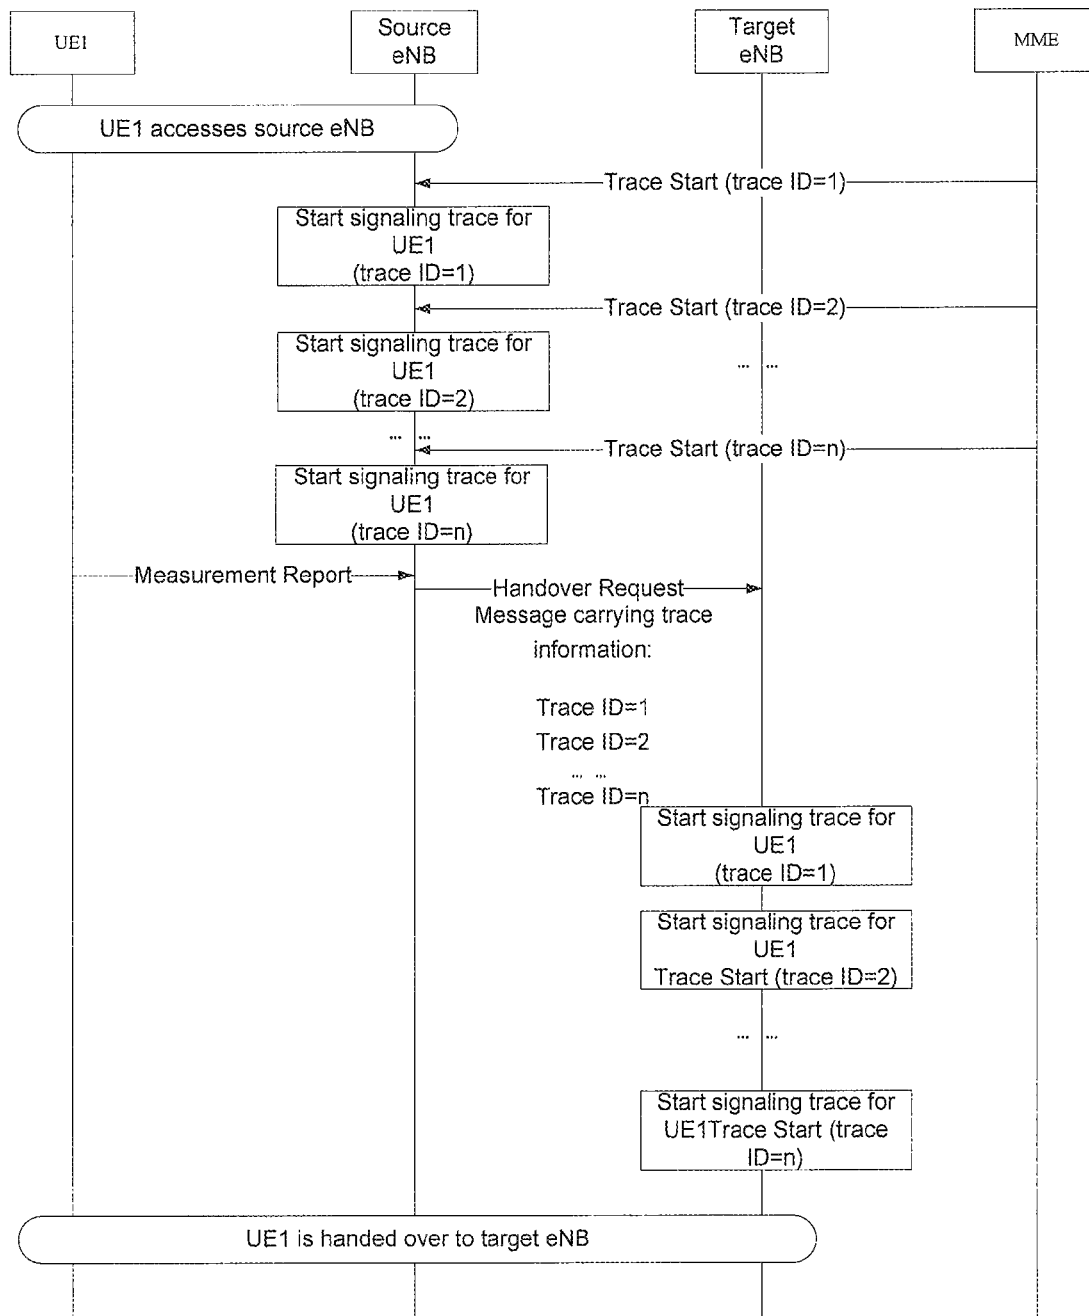 UE1
Source
eNB
Target
eNB
MME
UE1 accesses source eNB
Trace Start (trace ID=1)
Start signaling trace for
UE1
(trace ID=1)
Trace Start (trace ID=2)
Start signaling trace for
UE1
(trace ID=2)
... ...
... ...
Trace Start (trace ID=n)
Start signaling trace for
UE1
(trace ID=n)
Measurement Report
Handover Request
Message carrying trace
information:
Trace ID=1
Trace ID=2
... ...
Trace ID=n
Start signaling trace for
UE1
(trace ID=1)
Start signaling trace for
UE1
Trace Start (trace ID=2)
... ...
Start signaling trace for
UE1Trace Start (trace
ID=n)
UE1 is handed over to target eNB